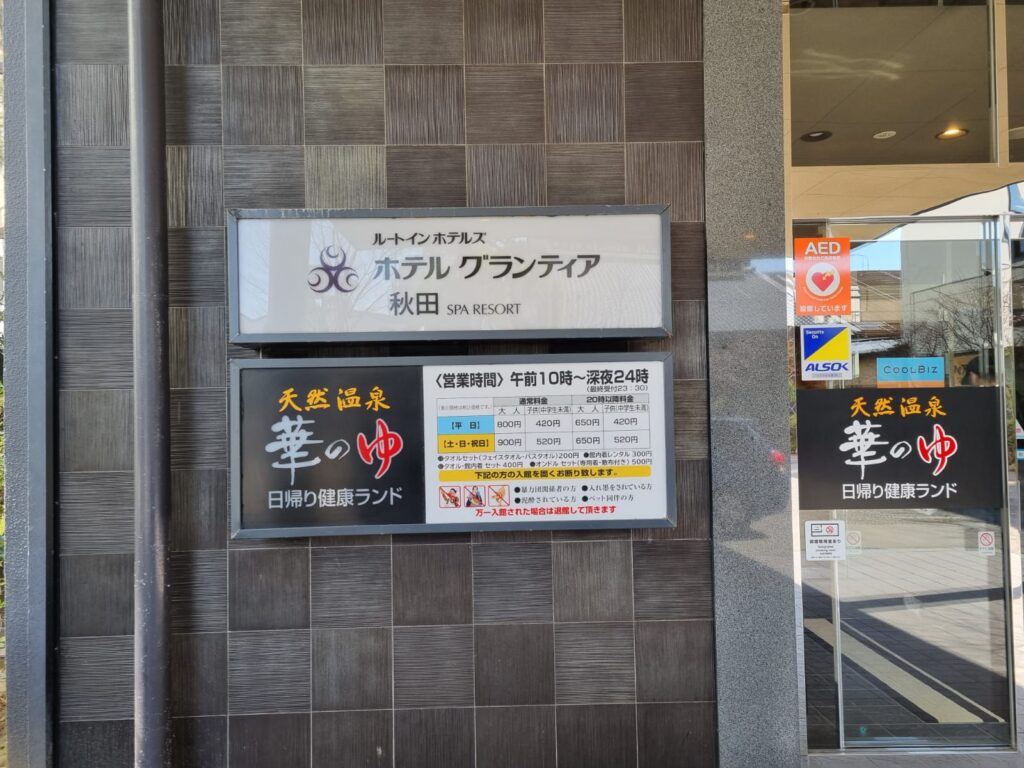 ルートイン ホテルズ
ホテル グランティア
秋田 SPA RESORT
天然温泉
華のゆ
日帰り健康ランド
〈営業時間〉午前10時～深夜24時
(最終受付23:30)
通常料金 20時以降料金
大人 子供(中学生未満) 大人 子供(中学生未満)
【平 日】 800円 420円 650円 420円
【土・日・祝日】 900円 520円 650円 520円
●タオルセット(フェイスタオル・バスタオル)200円 ●館内着レンタル 300円
●タオル・館内着 セット 400円 ●オンドル セット(専用着・敷布付き) 500円
下記の方の入館を固くお断り致します。
●暴力団関係者の方 ●入れ墨をされている方
●泥酔されている方 ●ペット同伴の方
万一入館された場合は退館して頂きます
AED
設置しています
Security On
ALSOK
COOLBIZ
天然温泉
華のゆ
日帰り健康ランド